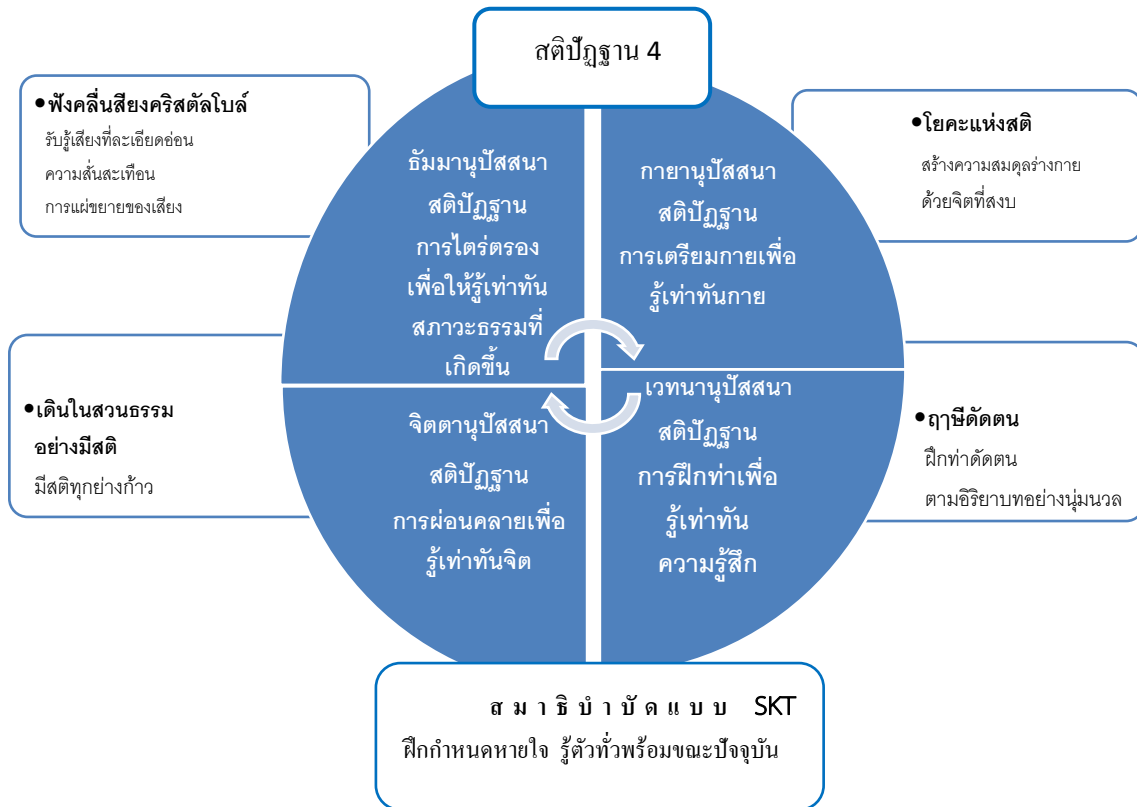 สติปัฏฐาน 4
•ฟังคลื่นสียงคริสตัลโบล์
รับรู้เสียงที่ละเอียดอ่อน
ความสั่นสะเทือน
การแผ่ขยายของเสียง
•โยคะแห่งสติ
สร้างความสมดุลร่างกาย
ด้วยจิตที่สงบ
ธัมมานุปัสสนา
สติปัฏฐาน
การไตร่ตรอง
เพื่อให้รู้เท่าทัน
สภาวะธรรมที่
เกิดขึ้น
กายานุปัสสนา
สติปัฏฐาน
การเตรียมกายเพื่อ
รู้เท่าทันกาย
•เดินในสวนธรรม
อย่างมีสติ
มีสติทุกย่างก้าว
จิตตานุปัสสนา
สติปัฏฐาน
การผ่อนคลายเพื่อ
รู้เท่าทันจิต
เวทนานุปัสสนา
สติปัฏฐาน
การฝึกท่าเพื่อ
รู้เท่าทัน
ความรู้สึก
•ฤๅษีดัดตน
ฝึกท่าดัดตน
ตามอิริยาบทอย่างนุ่มนวล
สมาธิบำบัดแบบ SKT
ฝึกกำหนดหายใจ รู้ตัวทั่วพร้อมขณะปัจจุบัน